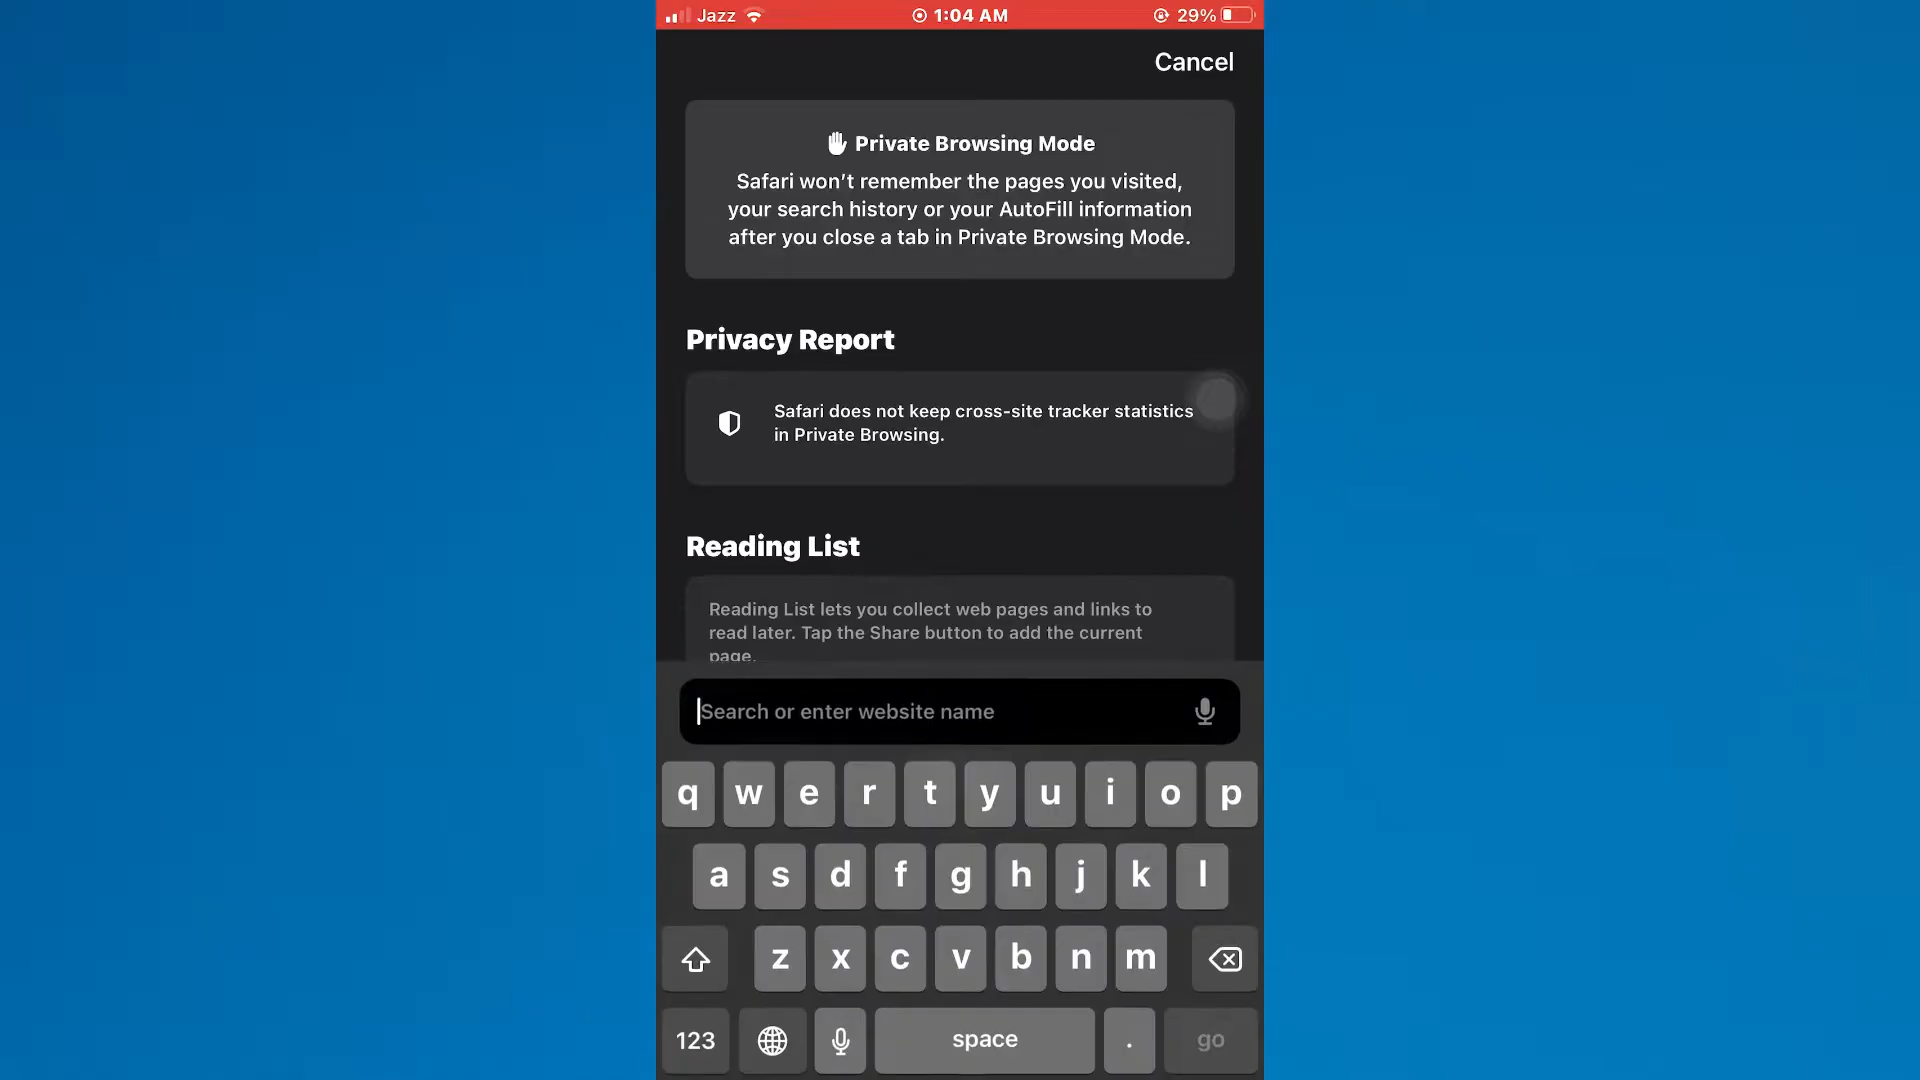 Jazz 1:04 AM 29%
Cancel
Private Browsing Mode
Safari won’t remember the pages you visited,
your search history or your AutoFill information
after you close a tab in Private Browsing Mode.
Privacy Report
Safari does not keep cross-site tracker statistics
in Private Browsing.
Reading List
Reading List lets you collect web pages and links to
read later. Tap the Share button to add the current
page.
Search or enter website name
q w e r t y u i o p
a s d f g h j k l
z x c v b n m
123 space . go